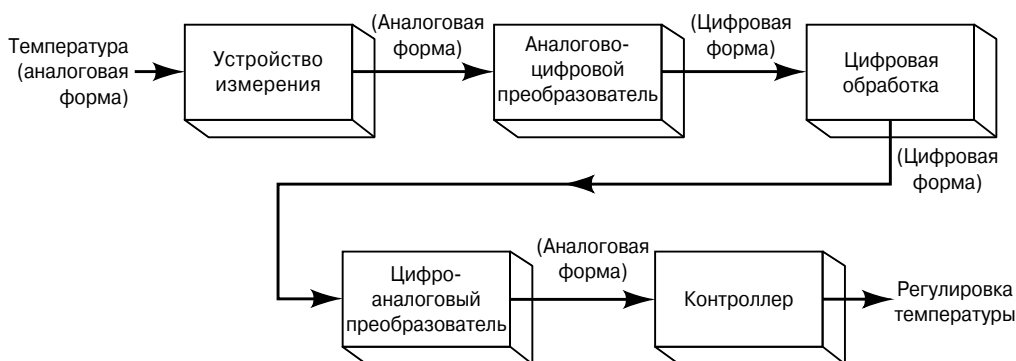 Температура
(аналоговая
форма)
Устройство
измерения
(Аналоговая
форма)
Аналогово-
цифровой
преобразователь
(Цифровая
форма)
Цифровая
обработка
(Цифровая
форма)
Цифро-
аналоговый
преобразователь
(Аналоговая
форма)
Контроллер
Регулировка
температуры